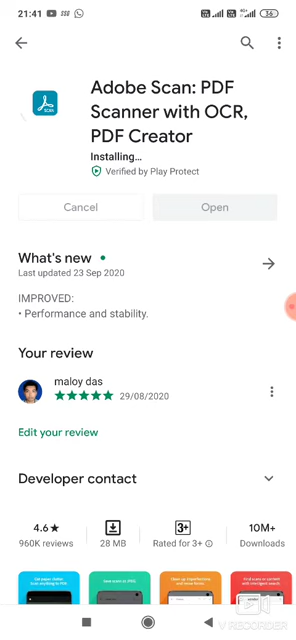 21:41
36
SCAN
Adobe Scan: PDF
Scanner with OCR,
PDF Creator
Installing...
Verified by Play Protect
Cancel
Open
What's new
Last updated 23 Sep 2020
IMPROVED:
• Performance and stability.
Your review
maloy das
29/08/2020
Edit your review
Developer contact
4.6★
960K reviews
28 MB
3+
Rated for 3+
10M+
Downloads
V RECORDER